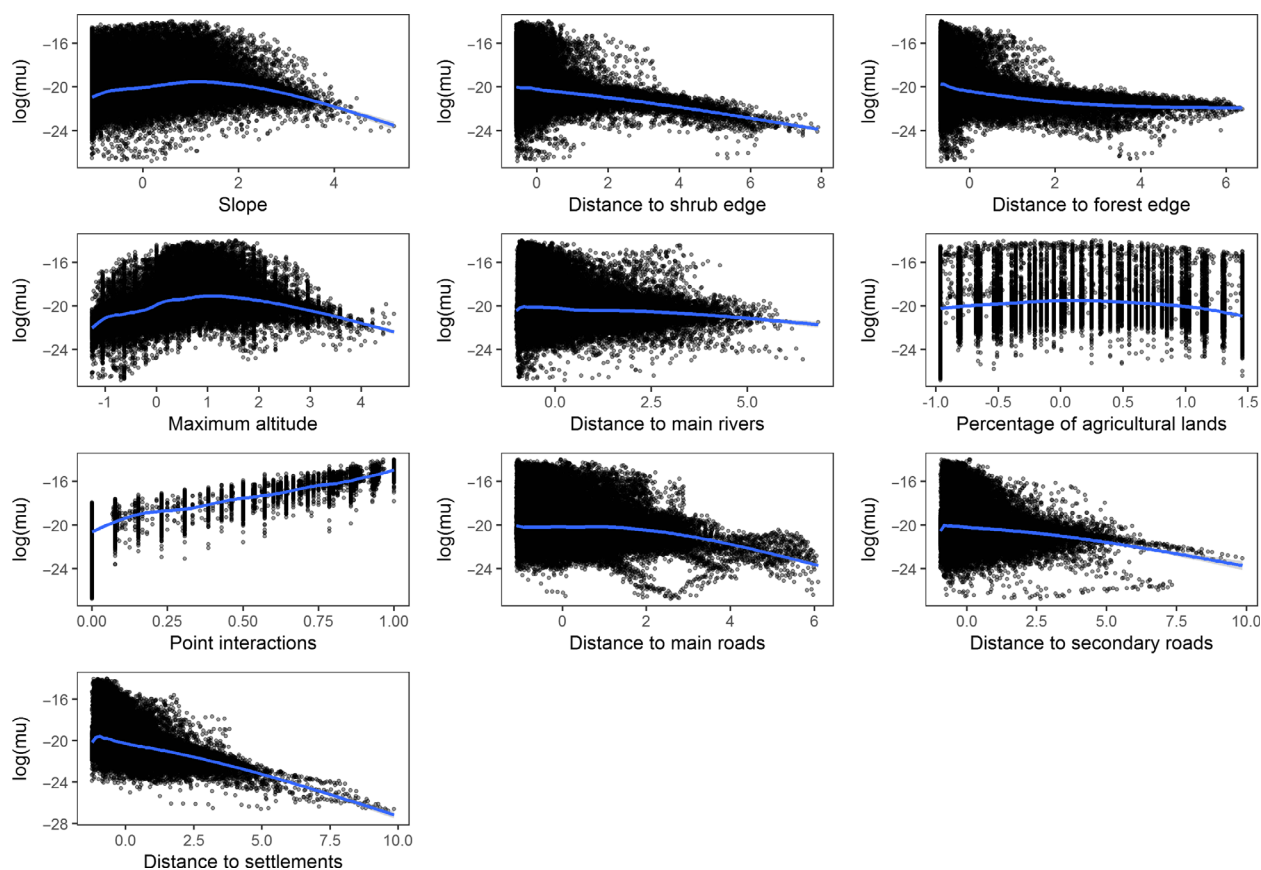 log(mu)
−16
−20
−24
0 2 4
Slope
log(mu)
−16
−20
−24
0 2 4 6 8
Distance to shrub edge
log(mu)
−16
−20
−24
0 2 4 6
Distance to forest edge
log(mu)
−16
−20
−24
-1 0 1 2 3 4
Maximum altitude
log(mu)
−16
−20
−24
0.0 2.5 5.0
Distance to main rivers
log(mu)
−16
−20
−24
-1.0 -0.5 0.0 0.5 1.0 1.5
Percentage of agricultural lands
log(mu)
−16
−20
−24
0.00 0.25 0.50 0.75 1.00
Point interactions
log(mu)
−16
−20
−24
0 2 4 6
Distance to main roads
log(mu)
−16
−20
−24
0.0 2.5 5.0 7.5 10.0
Distance to secondary roads
log(mu)
−16
−20
−24
−28
0.0 2.5 5.0 7.5 10.0
Distance to settlements